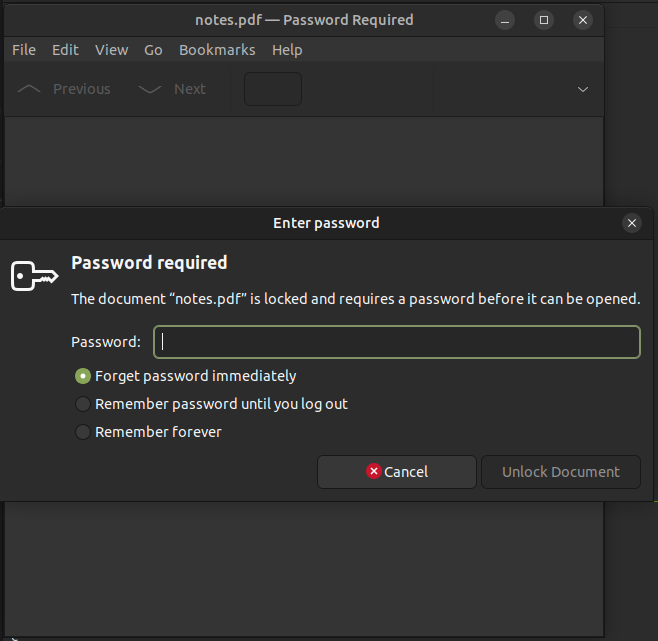 notes.pdf — Password Required
File Edit View Go Bookmarks Help
Previous Next
Enter password
Password required
The document “notes.pdf” is locked and requires a password before it can be opened.
Password:
Forget password immediately
Remember password until you log out
Remember forever
Cancel Unlock Document